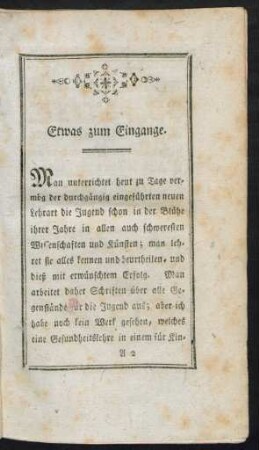 Etwas zum Eingange.
Man unterrichtet heut zu Tage ver-
mög der durchgängig eingeführten neuen
Lehrart die Jugend schon in der Blühe
ihrer Jahre in allen auch schweresten
Wissenschaften und Künsten; man leh-
ret sie alles kennen und beurtheilen, und
dieß mit erwünschtem Erfolg. Man
arbeitet daher Schriften über alle Ge-
genstände für die Jugend aus; aber ich
habe noch kein Werk gesehen, welches
eine Gesundheitslehre in einem für Kin-
A 2